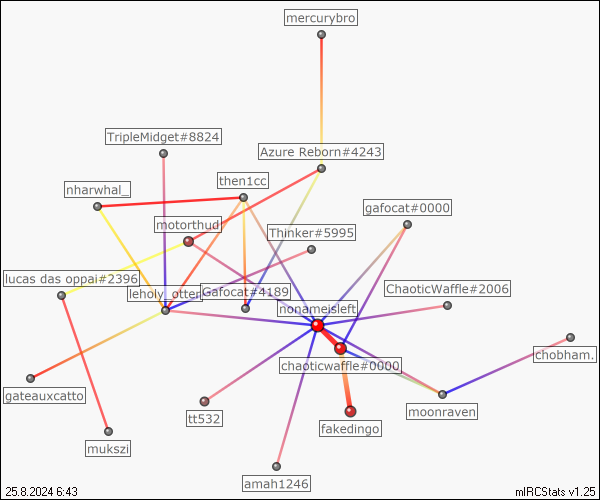 mercurybro
TripleMidget#8824
Azure Reborn#4243
then1cc
nharwhal_
gafocat#0000
motorthud
Thinker#5995
lucas das oppai#2396
leholy_otter
Gafocat#4189
ChaoticWaffle#2006
nonameisleft
chobham.
chaoticwaffle#0000
gateauxcatto
tt532
moonraven
fakedingo
mukszi
amah1246
25.8.2024 6:43
mIRCStats v1.25